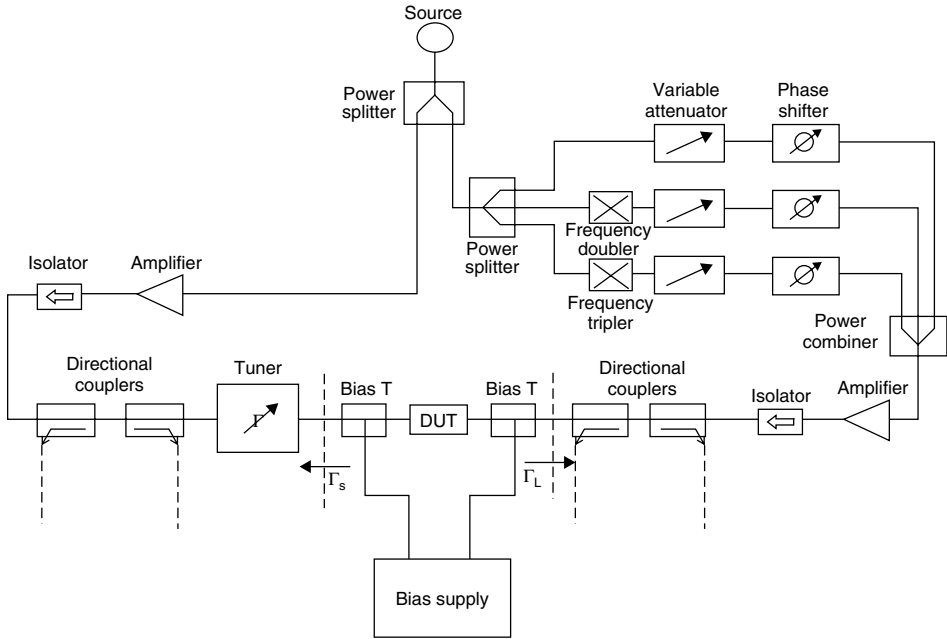 Source
Power
splitter
Variable
attenuator
Phase
shifter
Frequency
doubler
Power
splitter
Frequency
tripler
Isolator
Amplifier
Power
combiner
Directional
couplers
Tuner
Γ
Bias T
DUT
Bias T
Directional
couplers
Isolator
Amplifier
Γs
ΓL
Bias supply